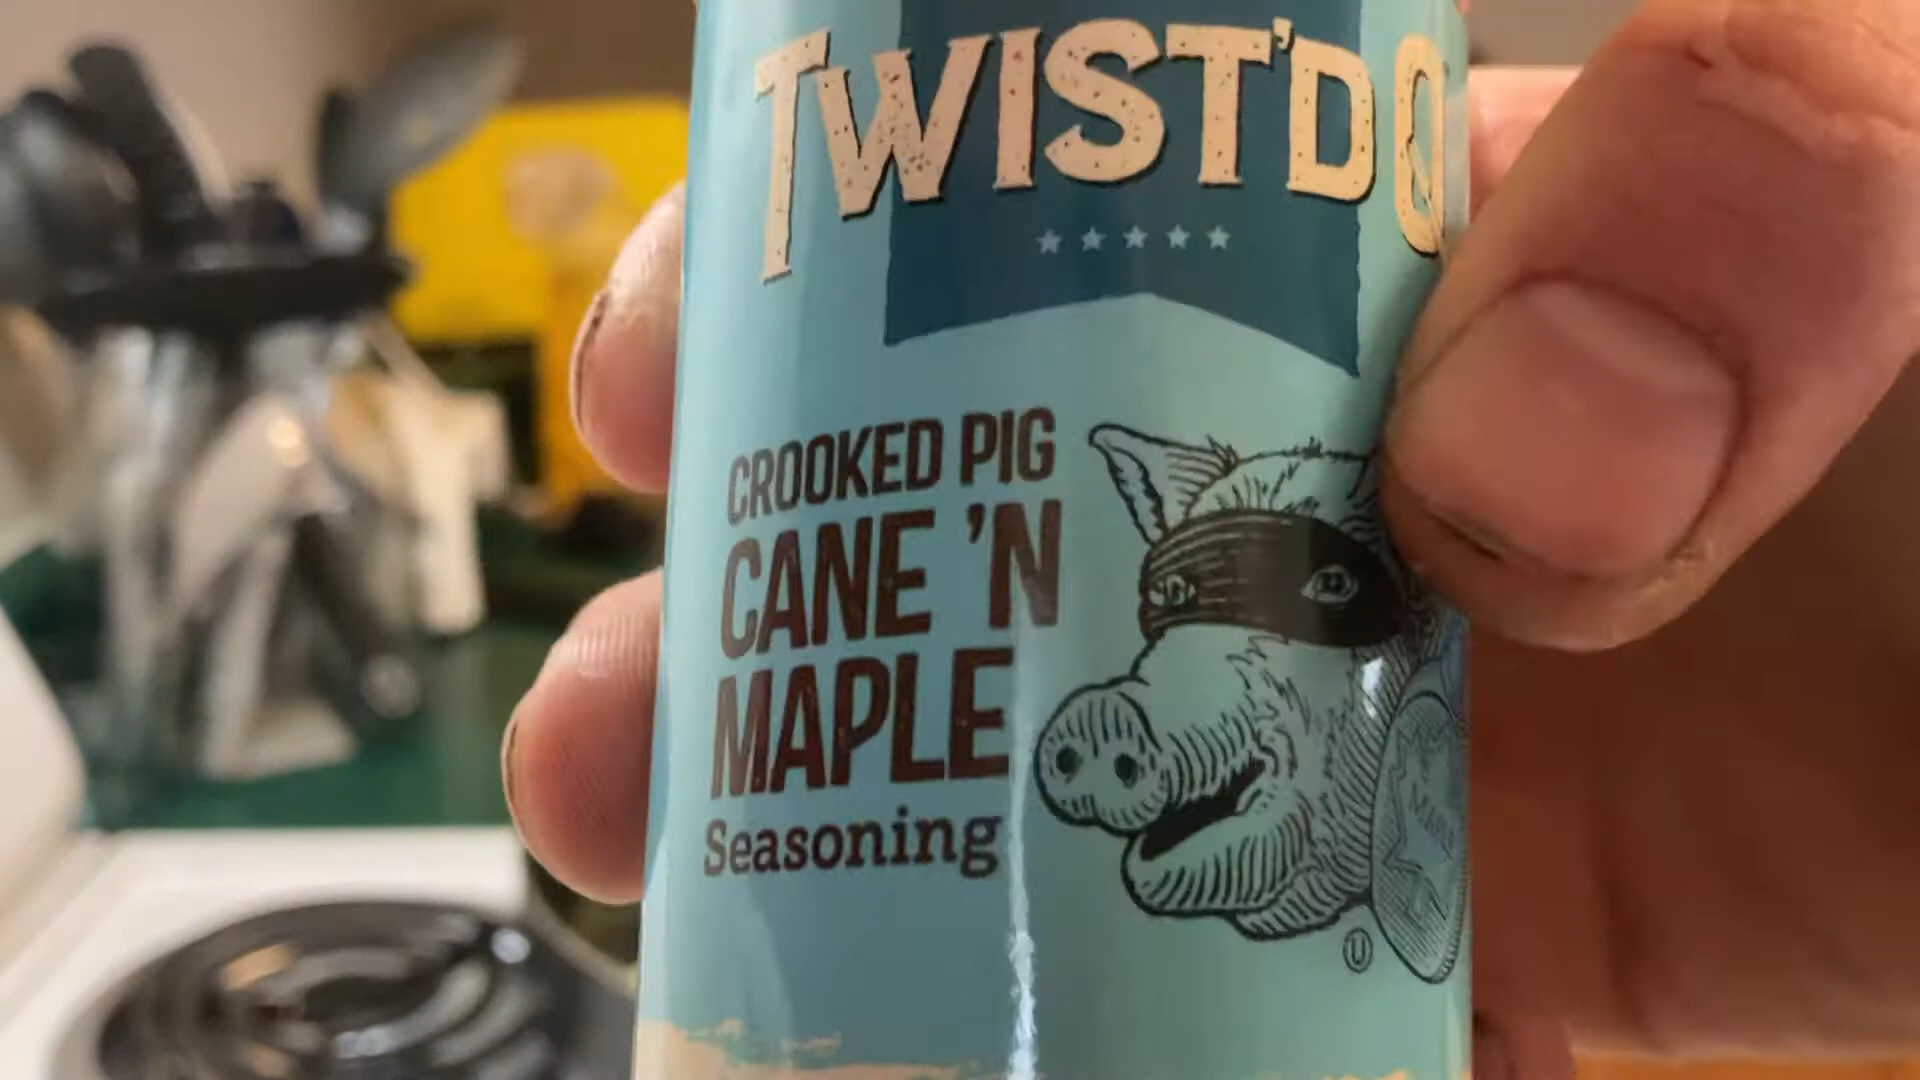 TWIST'D Q
CROOKED PIG
CANE 'N
MAPLE
Seasoning
U